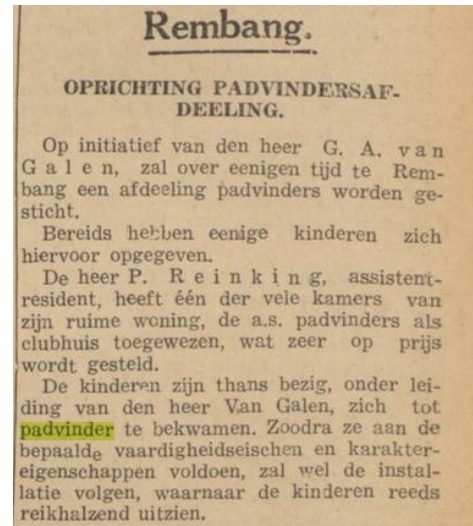 Rembang.
OPRICHTING PADVINDERSAF-
DEELING.
Op initiatief van den heer G. A. van
Galen, zal over eenigen tijd te Rem-
bang een afdeeling padvinders worden ge-
sticht.
Bereids hebben eenige kinderen zich
hiervoor opgegeven.
De heer P. Reinking, assistent-
resident, heeft één der vele kamers van
zijn ruime woning, de a.s. padvinders als
clubhuis toegewezen, wat zeer op prijs
wordt gesteld.
De kinderen zijn thans bezig, onder lei-
ding van den heer Van Galen, zich tot
padvinder te bekwamen. Zoodra ze aan de
bepaalde vaardigheidseischen en karakter-
eigenschappen voldoen, zal wel de instal-
latie volgen, waarnaar de kinderen reeds
reikhalzend uitzien.